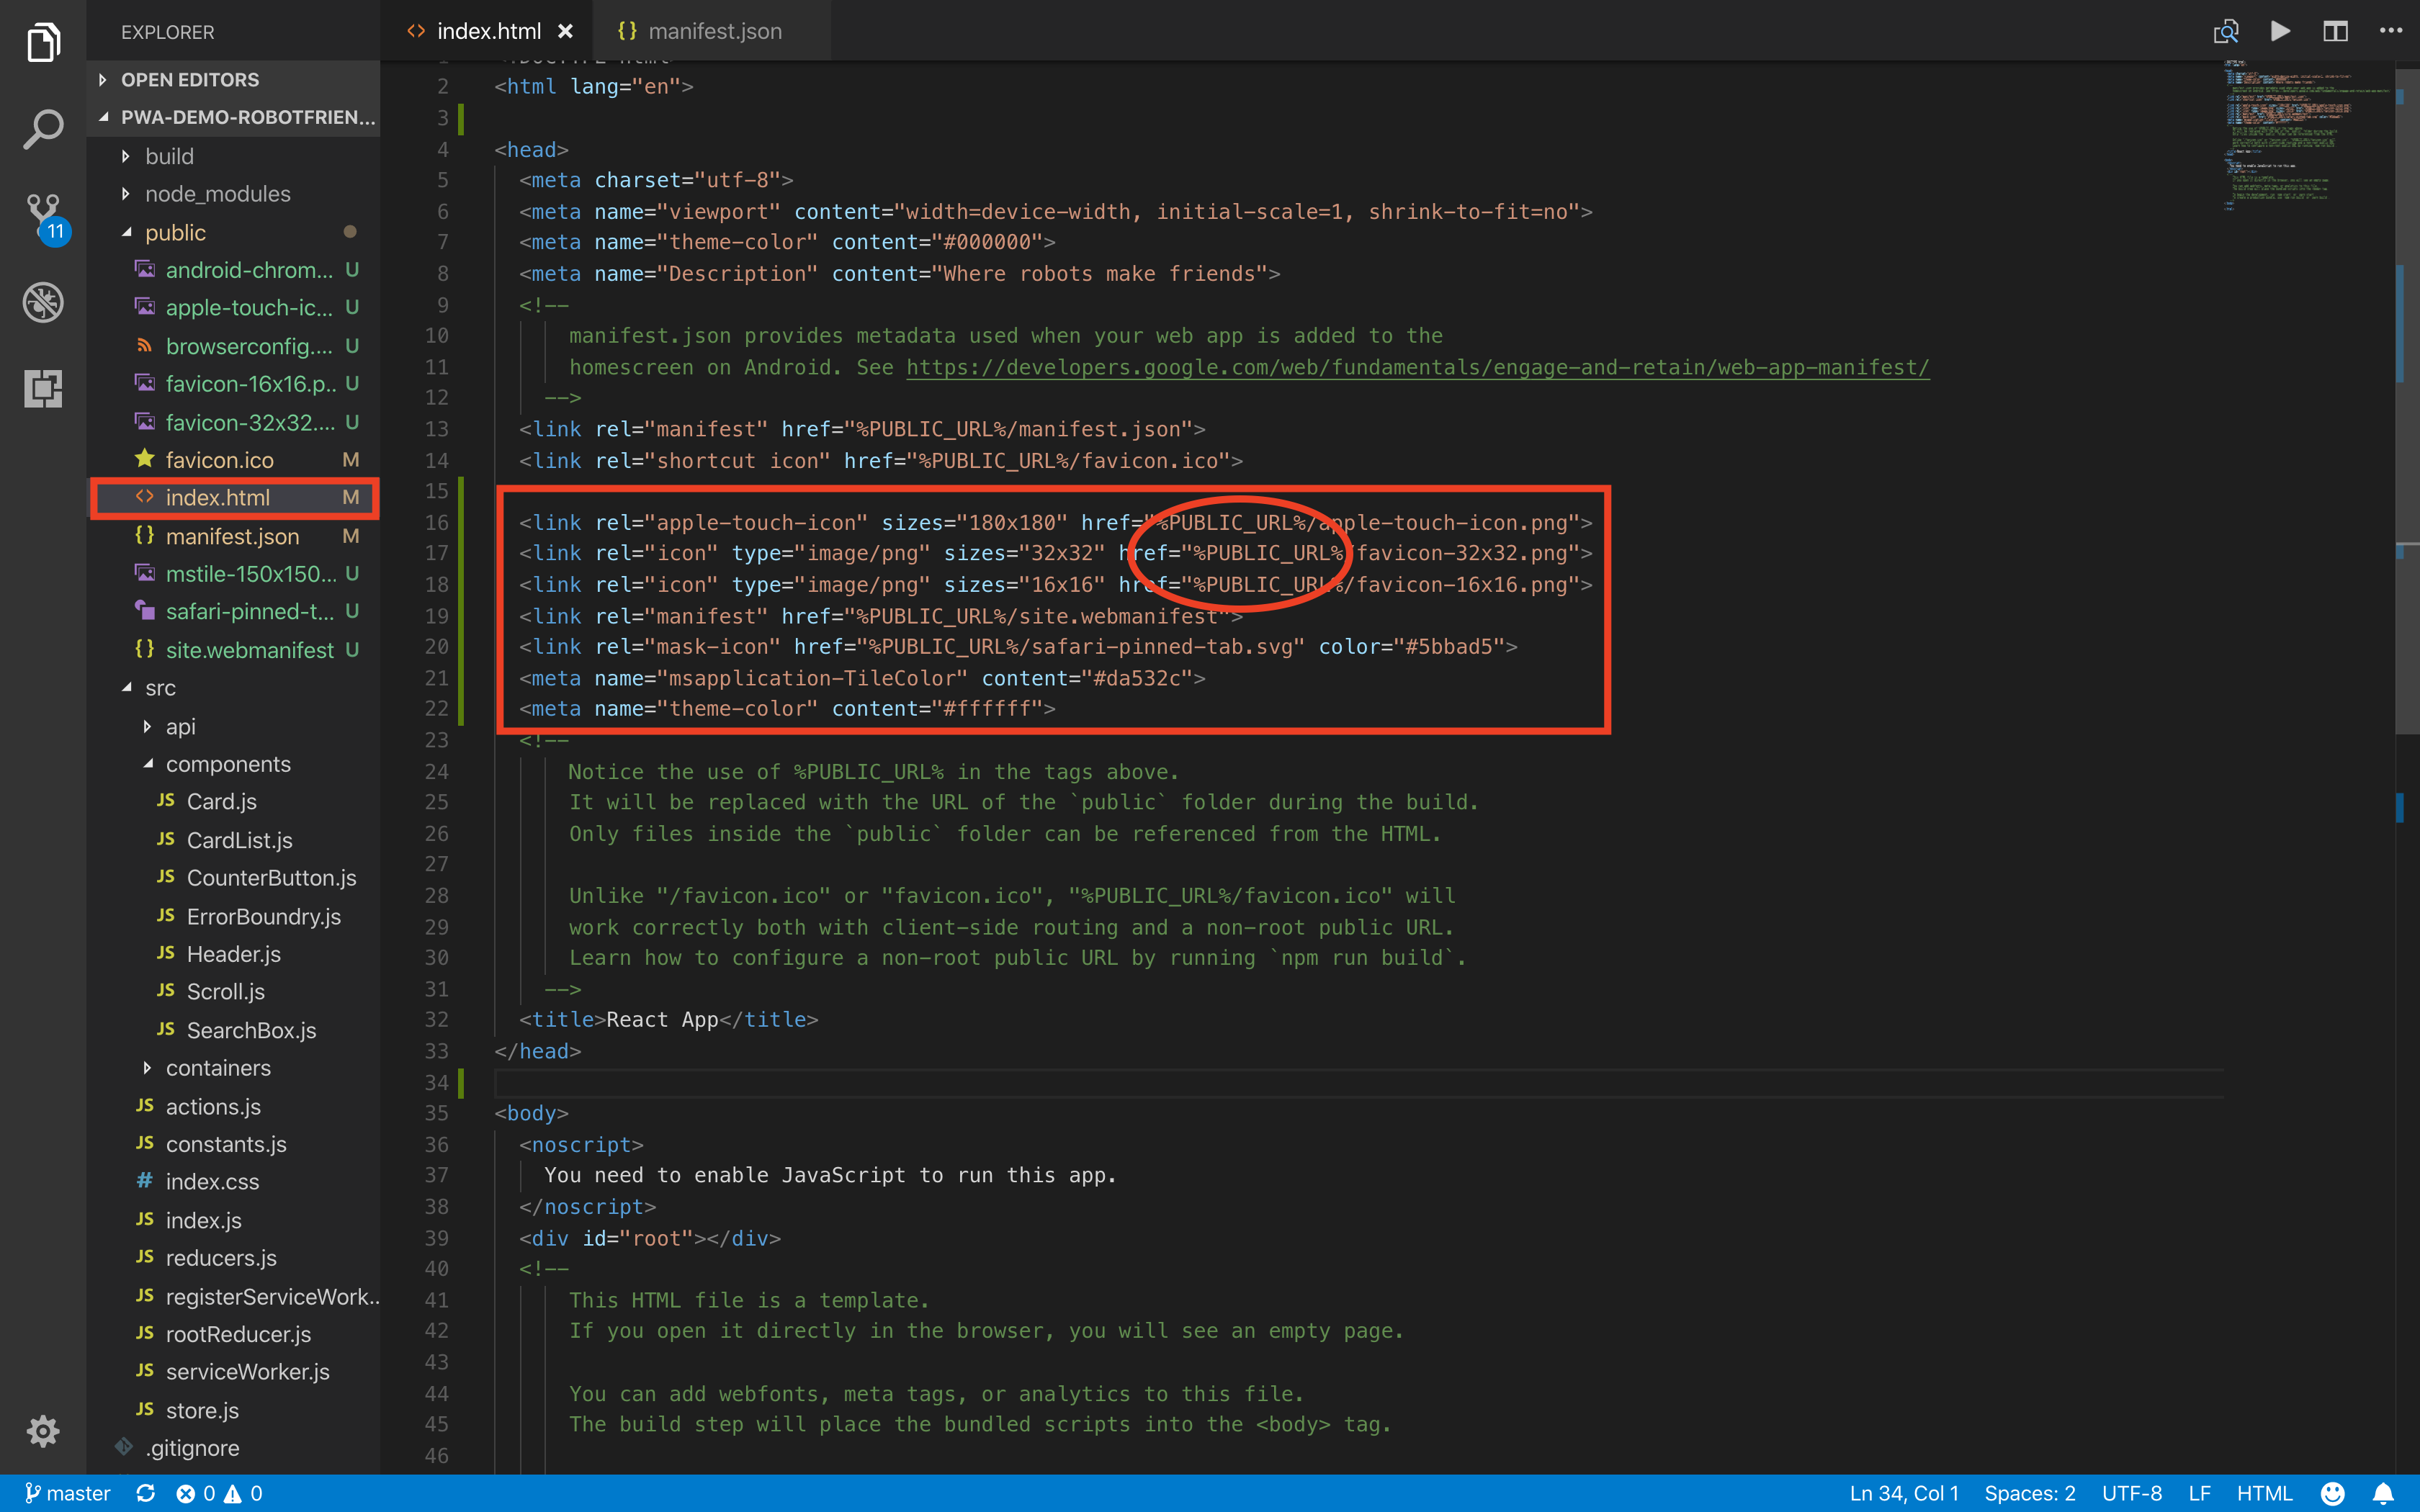 EXPLORER
OPEN EDITORS
PWA-DEMO-ROBOTFRIEN...
build
node_modules
public
android-chrom... U
apple-touch-ic... U
browserconfig.... U
favicon-16x16.p.. U
favicon-32x32.... U
favicon.ico M
index.html M
manifest.json M
mstile-150x150... U
safari-pinned-t... U
site.webmanifest U
src
api
components
JS Card.js
JS CardList.js
JS CounterButton.js
JS ErrorBoundry.js
JS Header.js
JS Scroll.js
JS SearchBox.js
containers
JS actions.js
JS constants.js
# index.css
JS index.js
JS reducers.js
JS registerServiceWork..
JS rootReducer.js
JS serviceWorker.js
JS store.js
.gitignore
11
<> index.html × {} manifest.json
1 <!DOCTYPE html>
2 <html lang="en">
3
4 <head>
5 <meta charset="utf-8">
6 <meta name="viewport" content="width=device-width, initial-scale=1, shrink-to-fit=no">
7 <meta name="theme-color" content="#000000">
8 <meta name="Description" content="Where robots make friends">
9 <!--
10 manifest.json provides metadata used when your web app is added to the
11 homescreen on Android. See https://developers.google.com/web/fundamentals/engage-and-retain/web-app-manifest/
12 -->
13 <link rel="manifest" href="%PUBLIC_URL%/manifest.json">
14 <link rel="shortcut icon" href="%PUBLIC_URL%/favicon.ico">
15
16 <link rel="apple-touch-icon" sizes="180x180" href="%PUBLIC_URL%/apple-touch-icon.png">
17 <link rel="icon" type="image/png" sizes="32x32" href="%PUBLIC_URL%/favicon-32x32.png">
18 <link rel="icon" type="image/png" sizes="16x16" href="%PUBLIC_URL%/favicon-16x16.png">
19 <link rel="manifest" href="%PUBLIC_URL%/site.webmanifest">
20 <link rel="mask-icon" href="%PUBLIC_URL%/safari-pinned-tab.svg" color="#5bbad5">
21 <meta name="msapplication-TileColor" content="#da532c">
22 <meta name="theme-color" content="#ffffff">
23 <!--
24 Notice the use of %PUBLIC_URL% in the tags above.
25 It will be replaced with the URL of the `public` folder during the build.
26 Only files inside the `public` folder can be referenced from the HTML.
27
28 Unlike "/favicon.ico" or "favicon.ico", "%PUBLIC_URL%/favicon.ico" will
29 work correctly both with client-side routing and a non-root public URL.
30 Learn how to configure a non-root public URL by running `npm run build`.
31 -->
32 <title>React App</title>
33 </head>
34
35 <body>
36 <noscript>
37 You need to enable JavaScript to run this app.
38 </noscript>
39 <div id="root"></div>
40 <!--
41 This HTML file is a template.
42 If you open it directly in the browser, you will see an empty page.
43
44 You can add webfonts, meta tags, or analytics to this file.
45 The build step will place the bundled scripts into the <body> tag.
46
master 0 0 Ln 34, Col 1 Spaces: 2 UTF-8 LF HTML